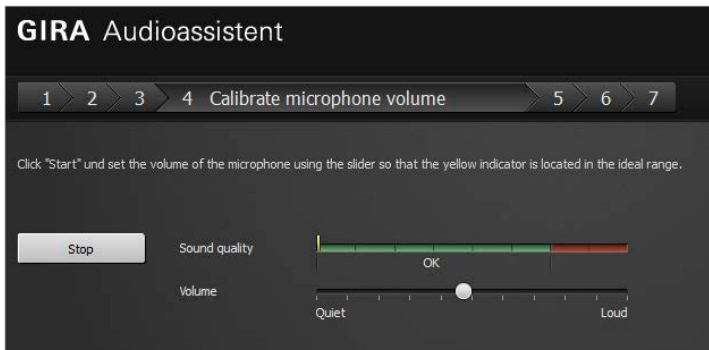 GIRA Audioassistent
1 2 3 4 Calibrate microphone volume 5 6 7
Click "Start" und set the volume of the microphone using the slider so that the yellow indicator is located in the ideal range.
Stop Sound quality
OK
Volume
Quiet Loud